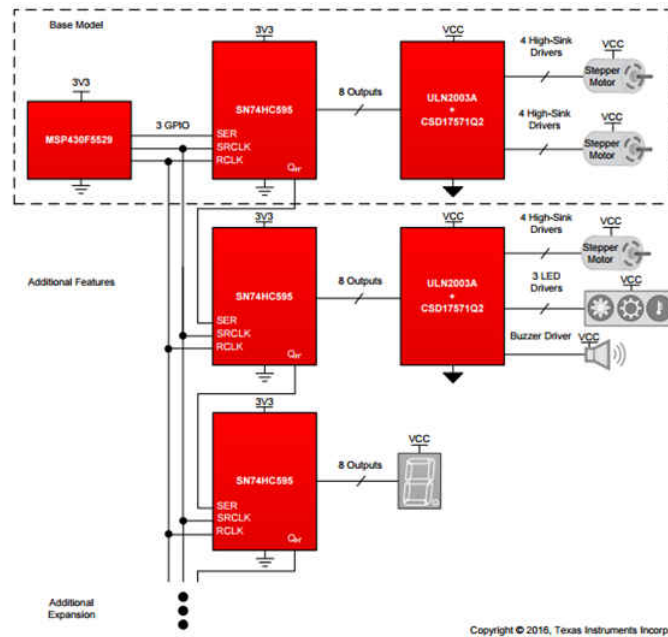 Base Model
3V3
MSP430F5529
3 GPIO
3V3
SN74HC595
SER
SRCLK
RCLK
QH'
8 Outputs
VCC
ULN2003A
+
CSD17571Q2
4 High-Sink
Drivers
VCC
Stepper
Motor
4 High-Sink
Drivers
VCC
Stepper
Motor
Additional Features
3V3
SN74HC595
SER
SRCLK
RCLK
QH'
8 Outputs
VCC
ULN2003A
+
CSD17571Q2
4 High-Sink
Drivers
VCC
Stepper
Motor
3 LED
Drivers
VCC
Buzzer Driver
VCC
3V3
SN74HC595
SER
SRCLK
RCLK
QH'
8 Outputs
VCC
Additional
Expansion
Copyright © 2016, Texas Instruments Incorp